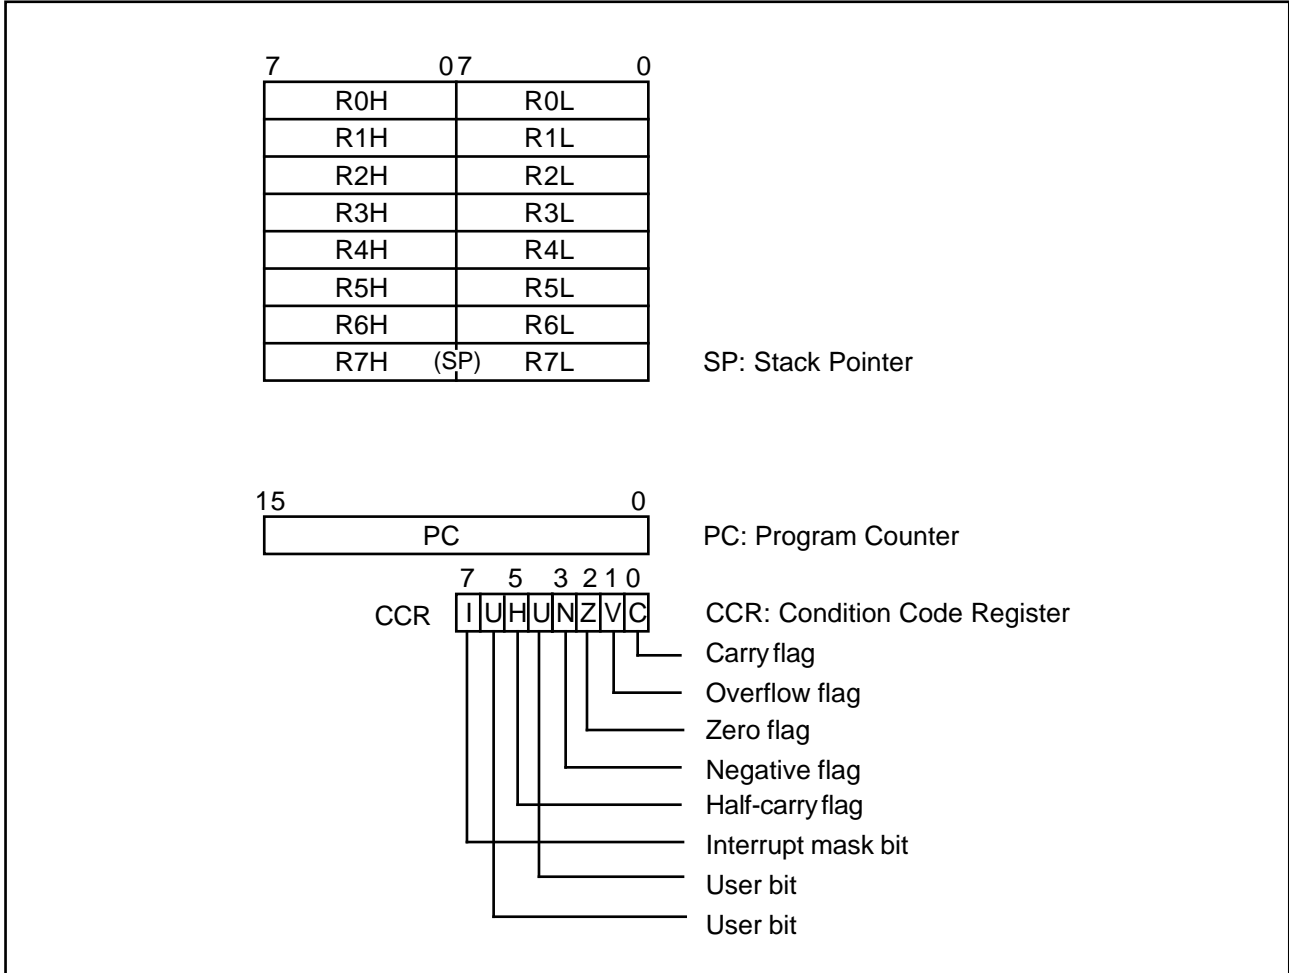 7 0 7 0
R0H R0L
R1H R1L
R2H R2L
R3H R3L
R4H R4L
R5H R5L
R6H R6L
R7H (SP) R7L SP: Stack Pointer
15 0
PC PC: Program Counter
7 5 3 2 1 0
CCR I U H U N Z V C CCR: Condition Code Register
Carry flag
Overflow flag
Zero flag
Negative flag
Half-carry flag
Interrupt mask bit
User bit
User bit